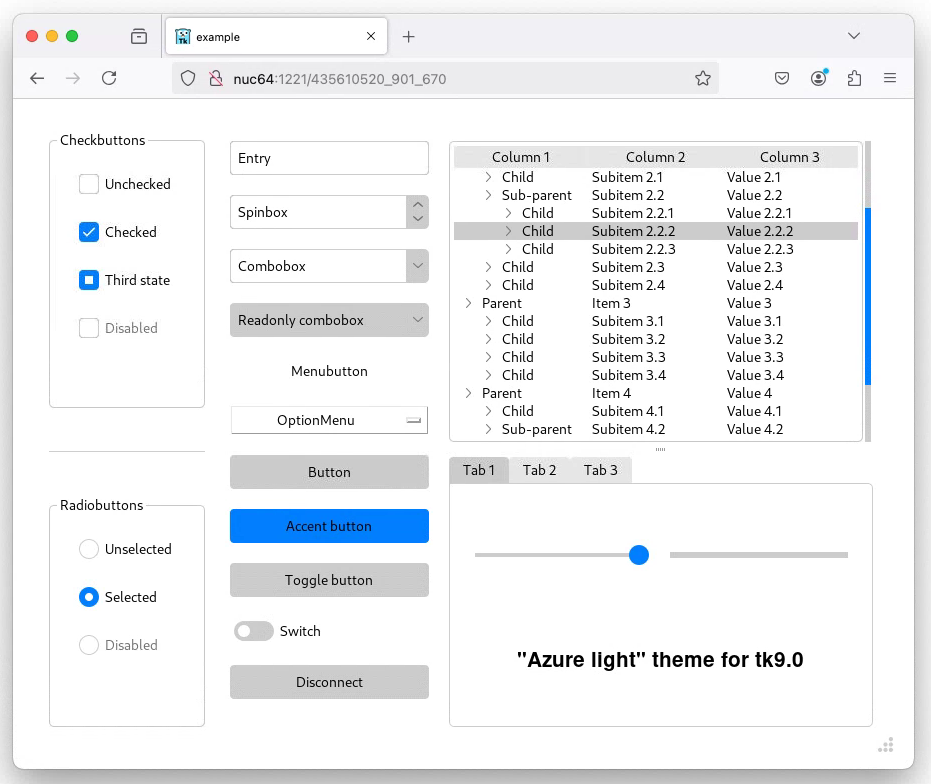 example
nuc64:1221/435610520_901_670
Checkbuttons
Unchecked
Checked
Third state
Disabled
Radiobuttons
Unselected
Selected
Disabled
Entry
Spinbox
Combobox
Readonly combobox
Menubutton
OptionMenu
Button
Accent button
Toggle button
Switch
Disconnect
Column 1 Column 2 Column 3
Child Subitem 2.1 Value 2.1
Sub-parent Subitem 2.2 Value 2.2
Child Subitem 2.2.1 Value 2.2.1
Child Subitem 2.2.2 Value 2.2.2
Child Subitem 2.2.3 Value 2.2.3
Child Subitem 2.3 Value 2.3
Child Subitem 2.4 Value 2.4
Parent Item 3 Value 3
Child Subitem 3.1 Value 3.1
Child Subitem 3.2 Value 3.2
Child Subitem 3.3 Value 3.3
Child Subitem 3.4 Value 3.4
Parent Item 4 Value 4
Child Subitem 4.1 Value 4.1
Sub-parent Subitem 4.2 Value 4.2
Tab 1 Tab 2 Tab 3
"Azure light" theme for tk9.0